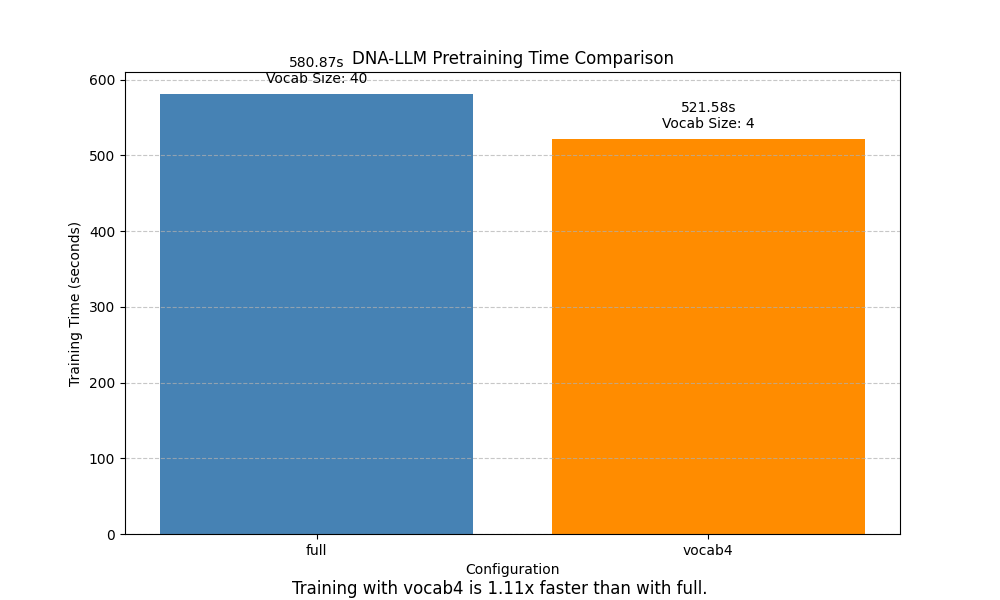 DNA-LLM Pretraining Time Comparison
580.87s
Vocab Size: 40
521.58s
Vocab Size: 4
600
500
400
300
200
100
0
Training Time (seconds)
full
vocab4
Configuration
Training with vocab4 is 1.11x faster than with full.